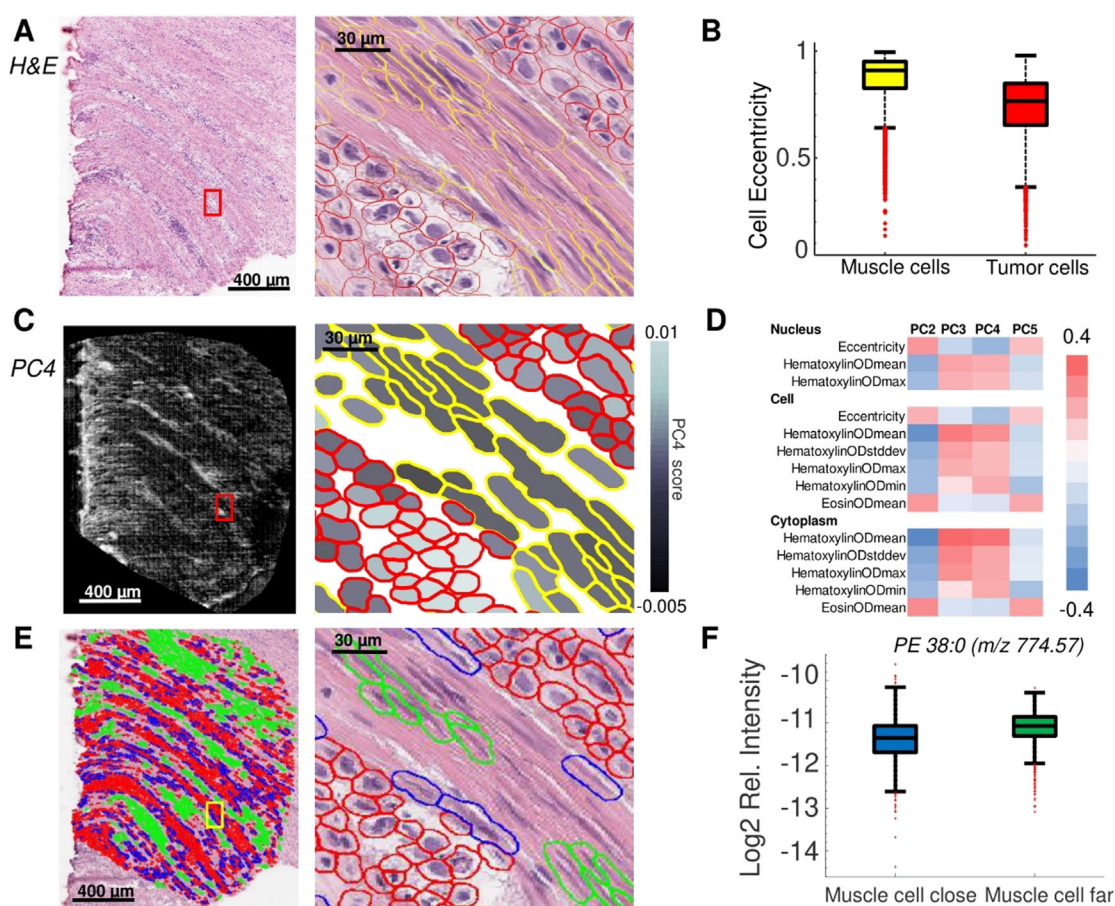 A
H&E
400 µm
30 µm
B
Cell Eccentricity
1
0.5
0
Muscle cells
Tumor cells
C
PC4
400 µm
30 µm
0.01
PC4 score
-0.005
D
Nucleus PC2 PC3 PC4 PC5
Eccentricity
HematoxylinODmean
HematoxylinODmax
Cell
Eccentricity
HematoxylinODmean
HematoxylinODstddev
HematoxylinODmax
HematoxylinODmin
EosinODmean
Cytoplasm
HematoxylinODmean
HematoxylinODstddev
HematoxylinODmax
HematoxylinODmin
EosinODmean
0.4
-0.4
E
400 µm
30 µm
F
PE 38:0 (m/z 774.57)
Log2 Rel. Intensity
-10
-11
-12
-13
-14
Muscle cell close
Muscle cell far